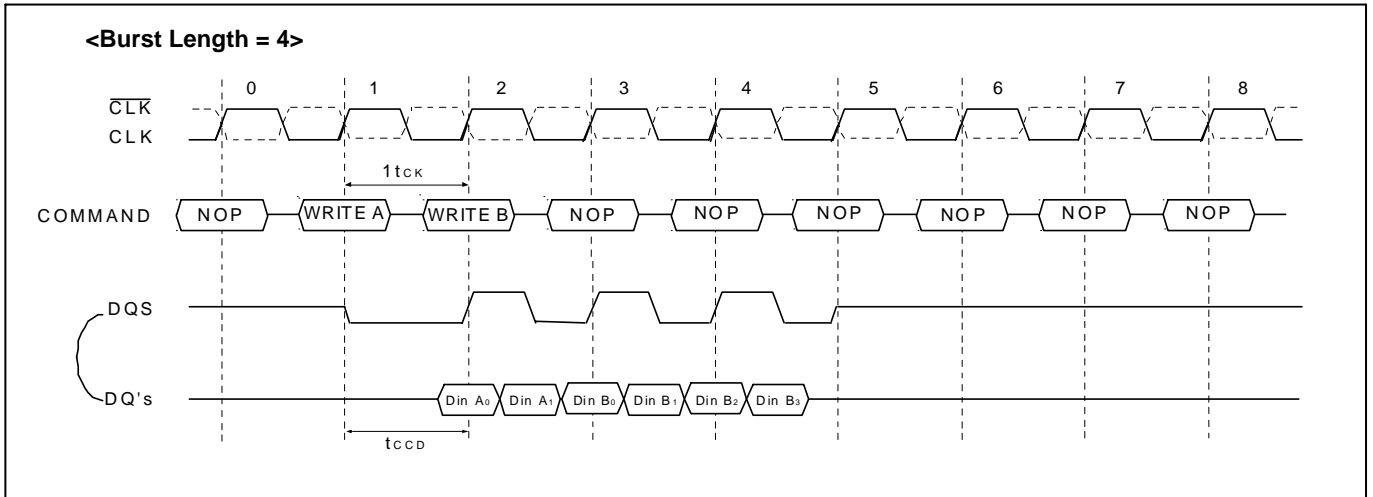 <Burst Length = 4>
0 1 2 3 4 5 6 7 8
CLK
CLK
1tCK
COMMAND NOP WRITE A WRITE B NOP NOP NOP NOP NOP NOP
DQS
DQ's Din A0 Din A1 Din B0 Din B1 Din B2 Din B3
tCCD